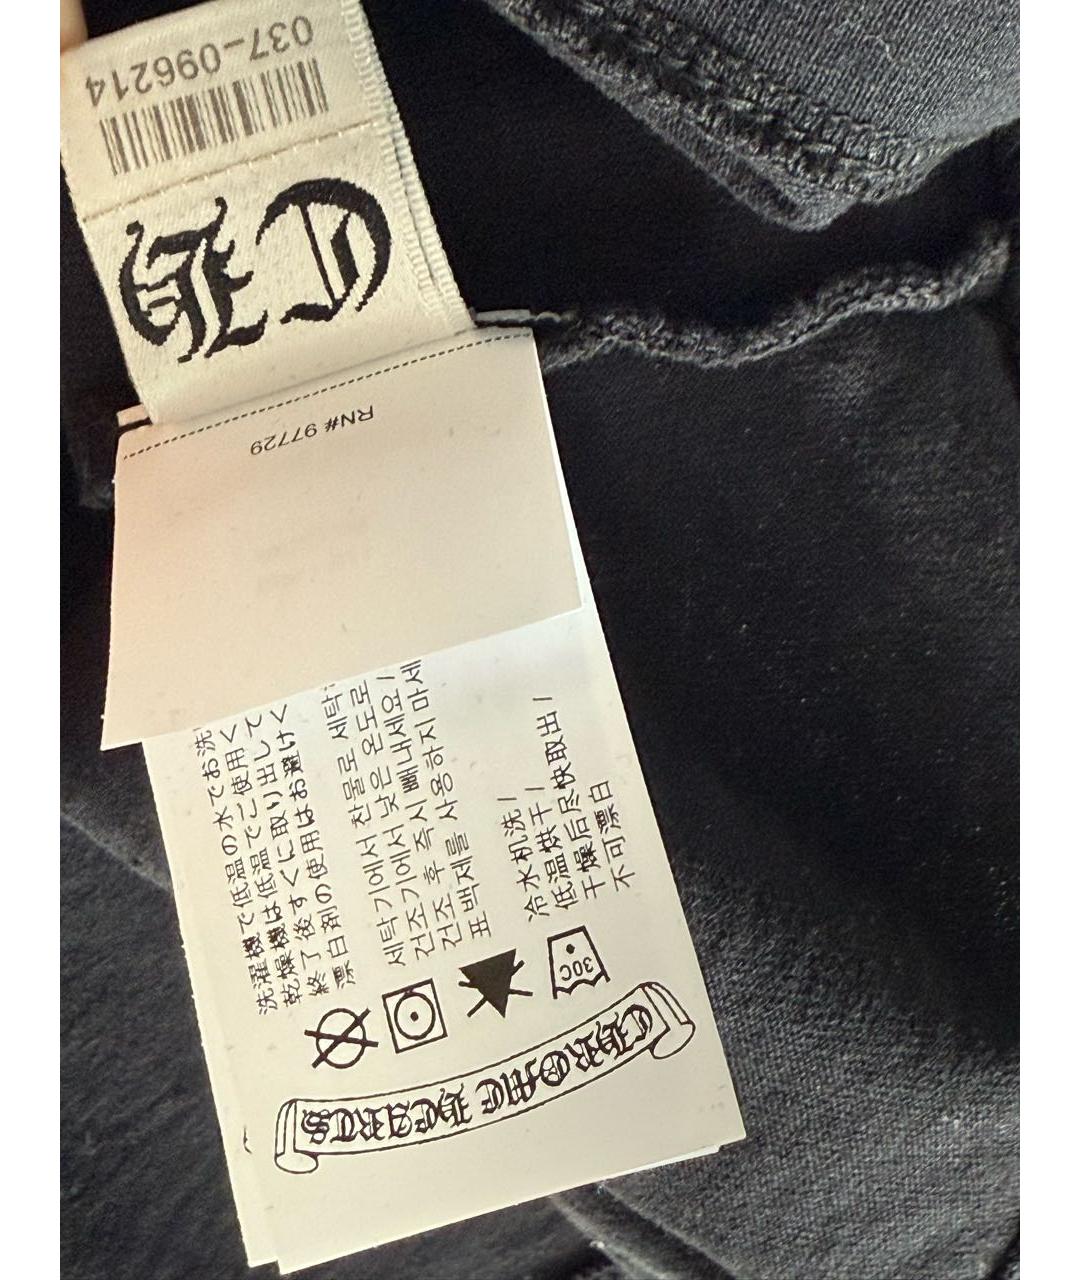 037-096214
CH
RN# 97729
洗濯機で低温の水でお洗
乾燥機は低温でご使用く
終了後すぐに取り出して
漂白剤の使用はお避けく
세탁기에서 찬물로 세탁
건조기에서 낮은 온도로
건조 후 즉시 빼내세요/
표백제를 사용하지 마세
冷水机洗/
低温烘干/
干燥后尽快取出/
不可漂白
30C
CHROME HEARTS